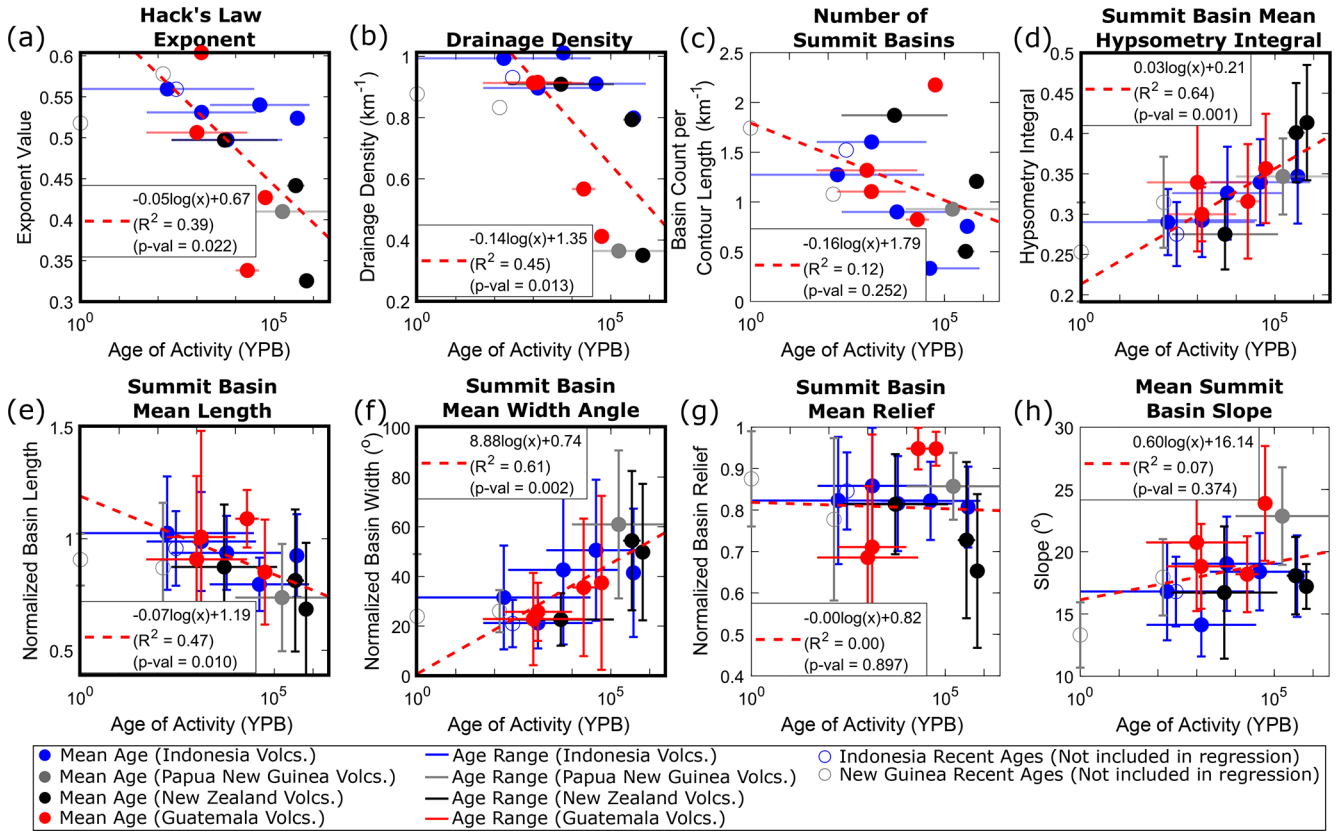 (a)
Hack's Law
Exponent
Exponent Value
0.6
0.55
0.5
0.45
0.4
0.35
0.3
-0.05log(x)+0.67
(R² = 0.39)
(p-val = 0.022)
10⁰
10⁵
Age of Activity (YPB)
(b)
Drainage Density
Drainage Density (km⁻¹)
1
0.8
0.6
0.4
0.2
-0.14log(x)+1.35
(R² = 0.45)
(p-val = 0.013)
10⁰
10⁵
Age of Activity (YPB)
(c)
Number of
Summit Basins
Basin Count per
Contour Length (km⁻¹)
2.5
2
1.5
1
0.5
0
-0.16log(x)+1.79
(R² = 0.12)
(p-val = 0.252)
10⁰
10⁵
Age of Activity (YPB)
(d)
Summit Basin Mean
Hypsometry Integral
Hypsometry Integral
0.5
0.45
0.4
0.35
0.3
0.25
0.2
0.03log(x)+0.21
(R² = 0.64)
(p-val = 0.001)
10⁰
10⁵
Age of Activity (YPB)
(e)
Summit Basin
Mean Length
Normalized Basin Length
1.5
1
0.5
-0.07log(x)+1.19
(R² = 0.47)
(p-val = 0.010)
10⁰
10⁵
Age of Activity (YPB)
(f)
Summit Basin
Mean Width Angle
Normalized Basin Width (°)
100
80
60
40
20
0
8.88log(x)+0.74
(R² = 0.61)
(p-val = 0.002)
10⁰
10⁵
Age of Activity (YPB)
(g)
Summit Basin
Mean Relief
Normalized Basin Relief
1
0.9
0.8
0.7
0.6
0.5
0.4
-0.00log(x)+0.82
(R² = 0.00)
(p-val = 0.897)
10⁰
10⁵
Age of Activity (YPB)
(h)
Mean Summit
Basin Slope
Slope (°)
30
25
20
15
10
0.60log(x)+16.14
(R² = 0.07)
(p-val = 0.374)
10⁰
10⁵
Age of Activity (YPB)
Mean Age (Indonesia Volcs.)
Mean Age (Papua New Guinea Volcs.)
Mean Age (New Zealand Volcs.)
Mean Age (Guatemala Volcs.)
Age Range (Indonesia Volcs.)
Age Range (Papua New Guinea Volcs.)
Age Range (New Zealand Volcs.)
Age Range (Guatemala Volcs.)
Indonesia Recent Ages (Not included in regression)
New Guinea Recent Ages (Not included in regression)